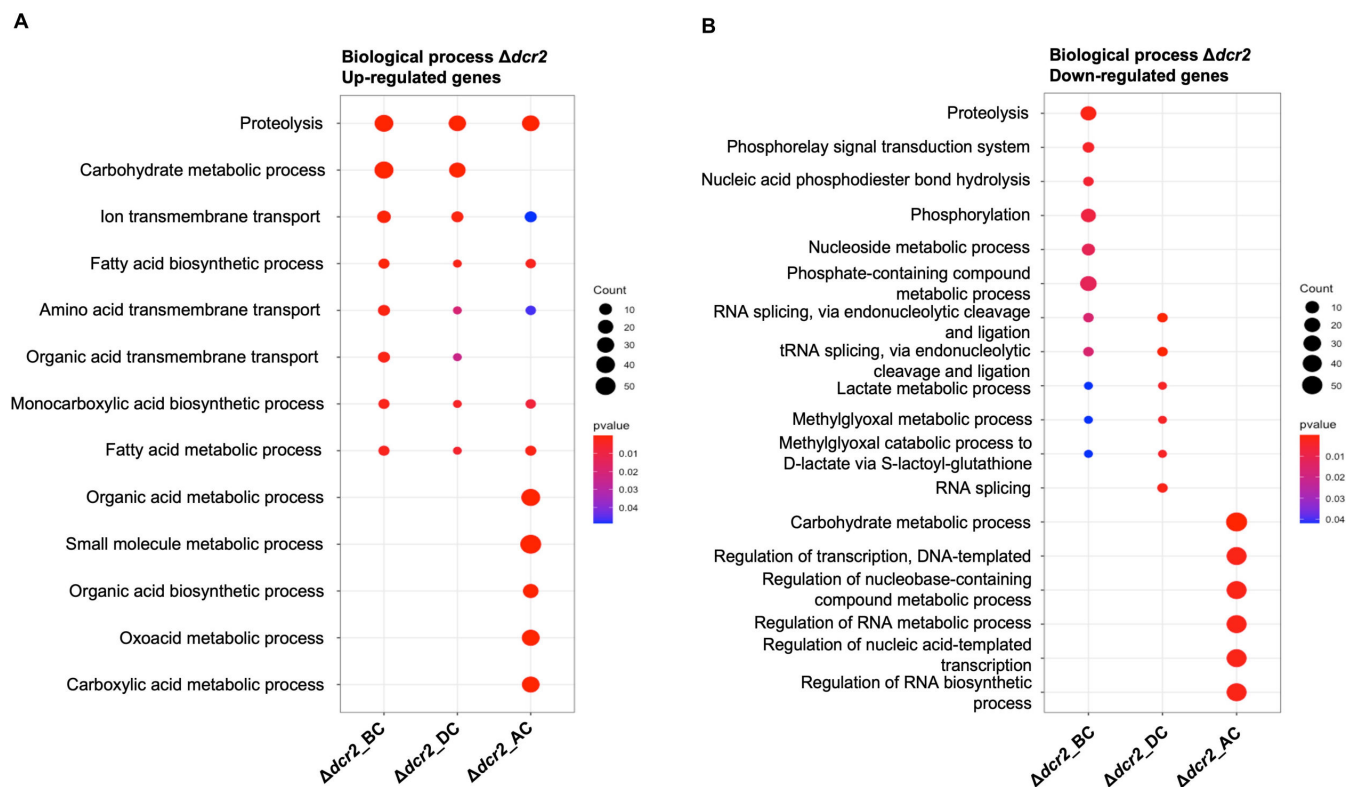 A
Biological process Δdcr2
Up-regulated genes
Proteolysis
Carbohydrate metabolic process
Ion transmembrane transport
Fatty acid biosynthetic process
Amino acid transmembrane transport
Organic acid transmembrane transport
Monocarboxylic acid biosynthetic process
Fatty acid metabolic process
Organic acid metabolic process
Small molecule metabolic process
Organic acid biosynthetic process
Oxoacid metabolic process
Carboxylic acid metabolic process
Δdcr2_BC
Δdcr2_DC
Δdcr2_AC
Count
10
20
30
40
50
pvalue
0.01
0.03
0.04
B
Biological process Δdcr2
Down-regulated genes
Proteolysis
Phosphorelay signal transduction system
Nucleic acid phosphodiester bond hydrolysis
Phosphorylation
Nucleoside metabolic process
Phosphate-containing compound
metabolic process
RNA splicing, via endonucleolytic cleavage
and ligation
tRNA splicing, via endonucleolytic
cleavage and ligation
Lactate metabolic process
Methylglyoxal metabolic process
Methylglyoxal catabolic process to
D-lactate via S-lactoyl-glutathione
RNA splicing
Carbohydrate metabolic process
Regulation of transcription, DNA-templated
Regulation of nucleobase-containing
compound metabolic process
Regulation of RNA metabolic process
Regulation of nucleic acid-templated
transcription
Regulation of RNA biosynthetic
process
Δdcr2_BC
Δdcr2_DC
Δdcr2_AC
Count
10
20
30
40
50
pvalue
0.01
0.02
0.03
0.04